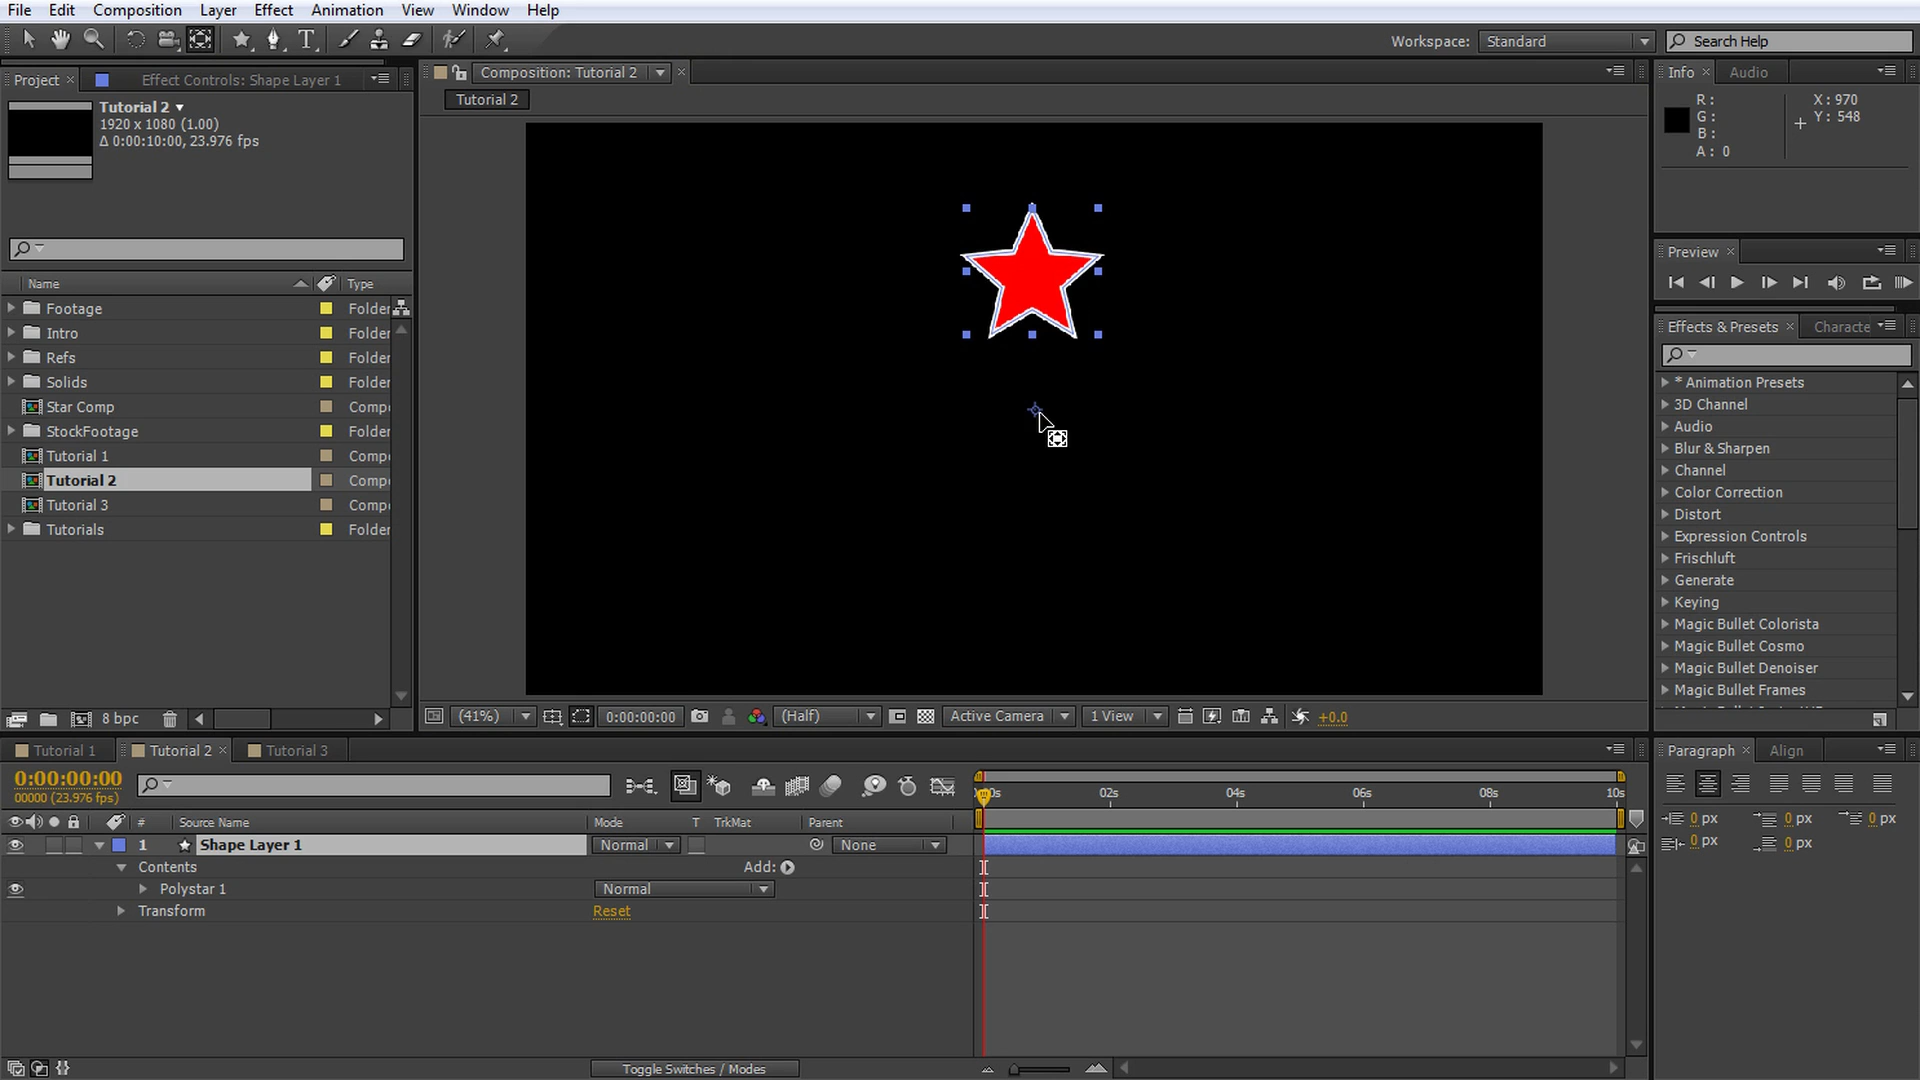 File Edit Composition Layer Effect Animation View Window Help
Workspace: Standard Search Help
Project × Effect Controls: Shape Layer 1
Composition: Tutorial 2
Info × Audio
Tutorial 2
Tutorial 2
1920 x 1080 (1.00)
Δ 0:00:10:00, 23.976 fps
R :
G :
B :
A : 0
X : 970
Y : 548
Preview ×
Name Type
Footage Folder
Intro Folder
Refs Folder
Solids Folder
Star Comp Compo
StockFootage Folder
Tutorial 1 Compo
Tutorial 2 Compo
Tutorial 3 Compo
Tutorials Folder
Effects & Presets × Characte
* Animation Presets
3D Channel
Audio
Blur & Sharpen
Channel
Color Correction
Distort
Expression Controls
Frischluft
Generate
Keying
Magic Bullet Colorista
Magic Bullet Cosmo
Magic Bullet Denoiser
Magic Bullet Frames
8 bpc
(41%) 0:00:00:00 (Half) Active Camera 1 View +0.0
Tutorial 1 Tutorial 2 × Tutorial 3
Paragraph × Align
0:00:00:00
00000 (23.976 fps)
02s 04s 06s 08s 10s
# Source Name Mode T TrkMat Parent
1 Shape Layer 1 Normal None
Contents Add:
Polystar 1 Normal
Transform Reset
0 px 0 px 0 px
0 px 0 px
Toggle Switches / Modes